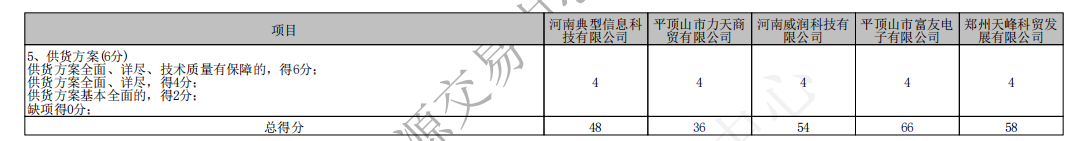 项目
河南典型信息科技有限公司
平顶山市力天商贸有限公司
河南威润科技有限公司
平顶山市富友电子有限公司
郑州天峰科贸发展有限公司
5、供货方案(6分)
供货方案全面、详尽、技术质量有保障的，得6分；
供货方案全面、详尽，得4分；
供货方案基本全面的，得2分；
缺项得0分；
4 4 4 4 4
总得分 48 36 54 66 58
源交易
中心